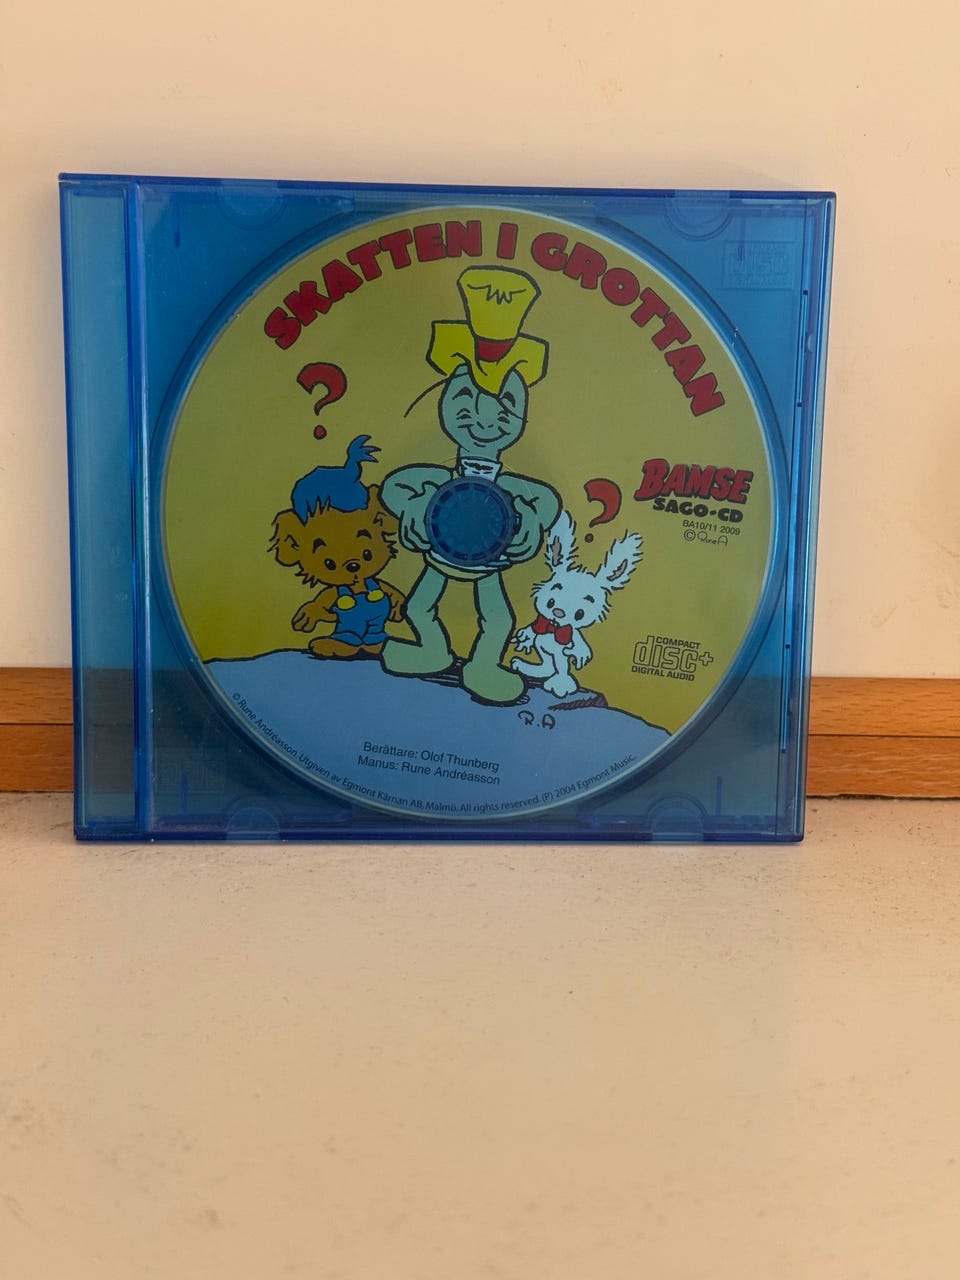 SKATTEN I GROTTAN
?
?
BAMSE
SAGO-CD
BA10/11 2009
© Rune A
COMPACT
disc+
DIGITAL AUDIO
R.A
Berättare: Olof Thunberg
Manus: Rune Andréasson
© Rune Andréasson. Utgiven av Egmont Kärnan AB, Malmö. All rights reserved. (P) 2004 Egmont Music.